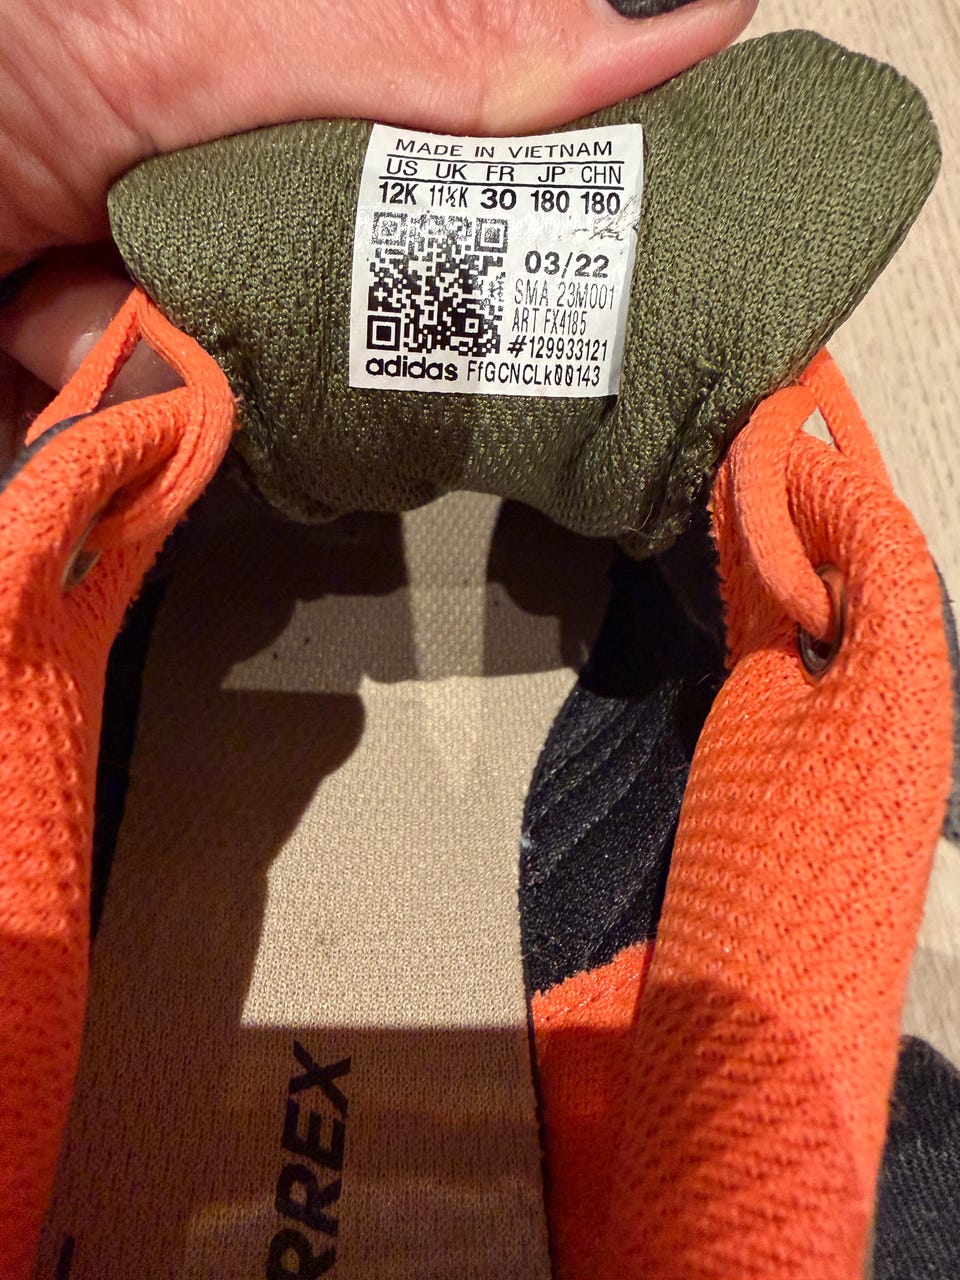 MADE IN VIETNAM
US UK FR JP CHN
12K 11½K 30 180 180
03/22
SMA 23M001
ART FX4185
#129933121
adidas FfGCNCLk00143
RREX